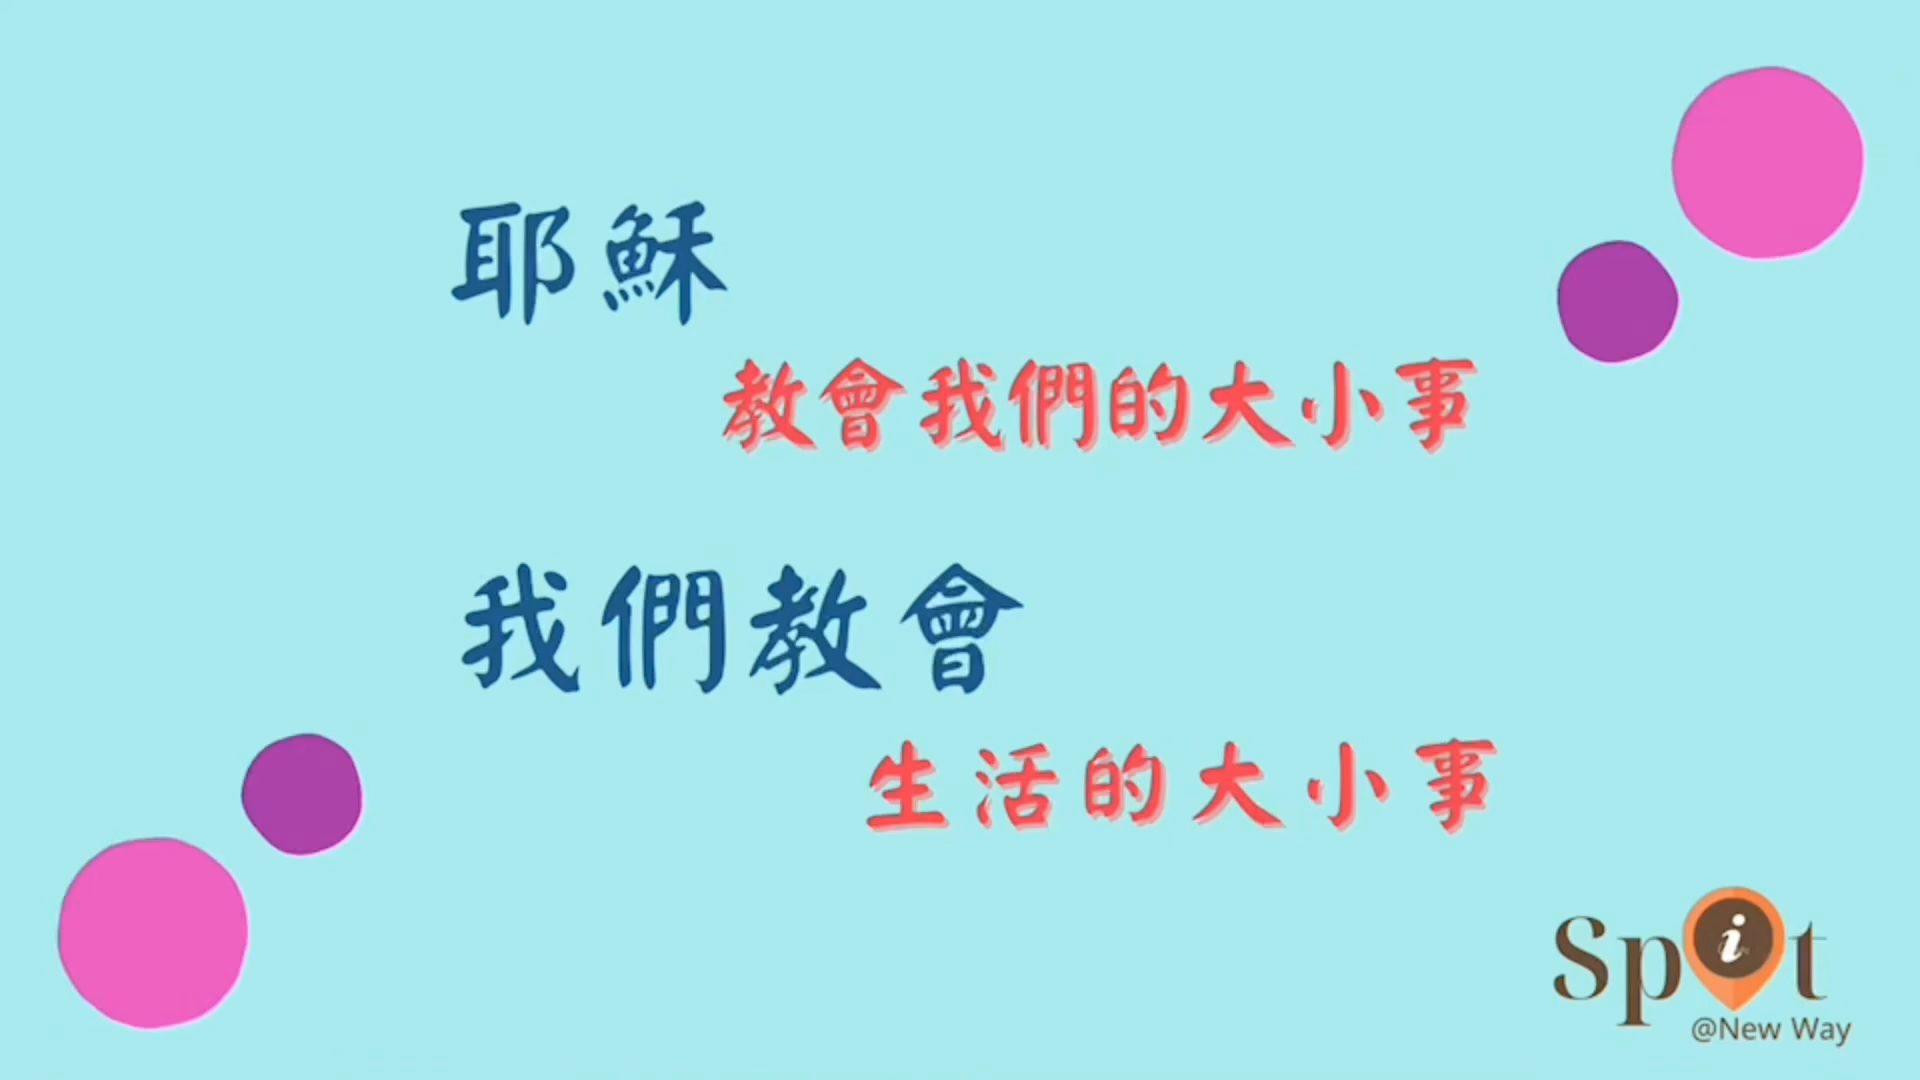 耶穌
教會我們的大小事
我們教會
生活的大小事
Spit
@New Way